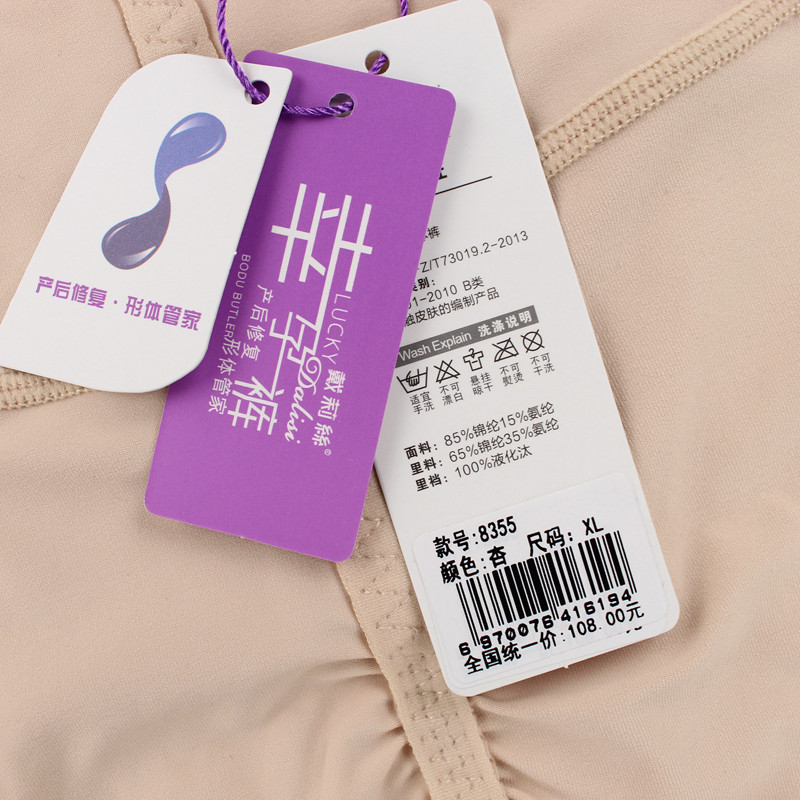 产后修复·形体管家
幸孕裤
LUCKY
戴莉絲®
Dalisi
产后修复
形体管家
BODU BUTLER
裤
FZ/T73019.2-2013
类别:
01-2010 B类
触皮肤的编制产品
Wash Explain 洗涤说明
适宜手洗
不可漂白
悬挂晾干
不可熨烫
不可干洗
面料: 85%锦纶15%氨纶
里料: 65%锦纶35%氨纶
里裆: 100%液化汰
款号:8355
颜色:杏 尺码: XL
6970076416194
全国统一价:108.00元